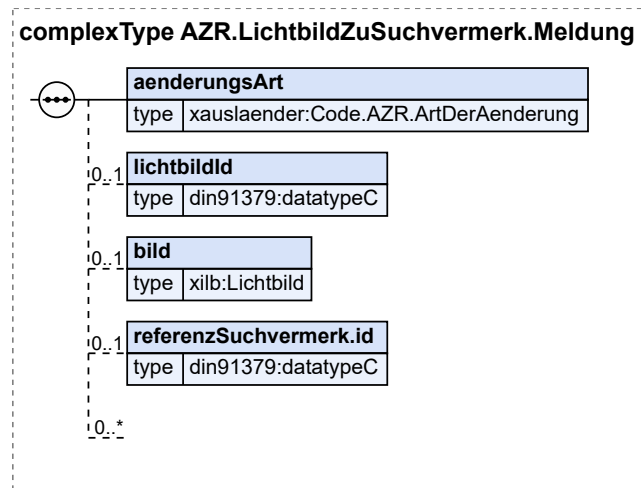 complexType AZR.LichtbildZuSuchvermerk.Meldung
aenderungsArt
type xauslaender:Code.AZR.ArtDerAenderung
0..1
lichtbildId
type din91379:datatypeC
0..1
bild
type xilb:Lichtbild
0..1
referenzSuchvermerk.id
type din91379:datatypeC
0..*